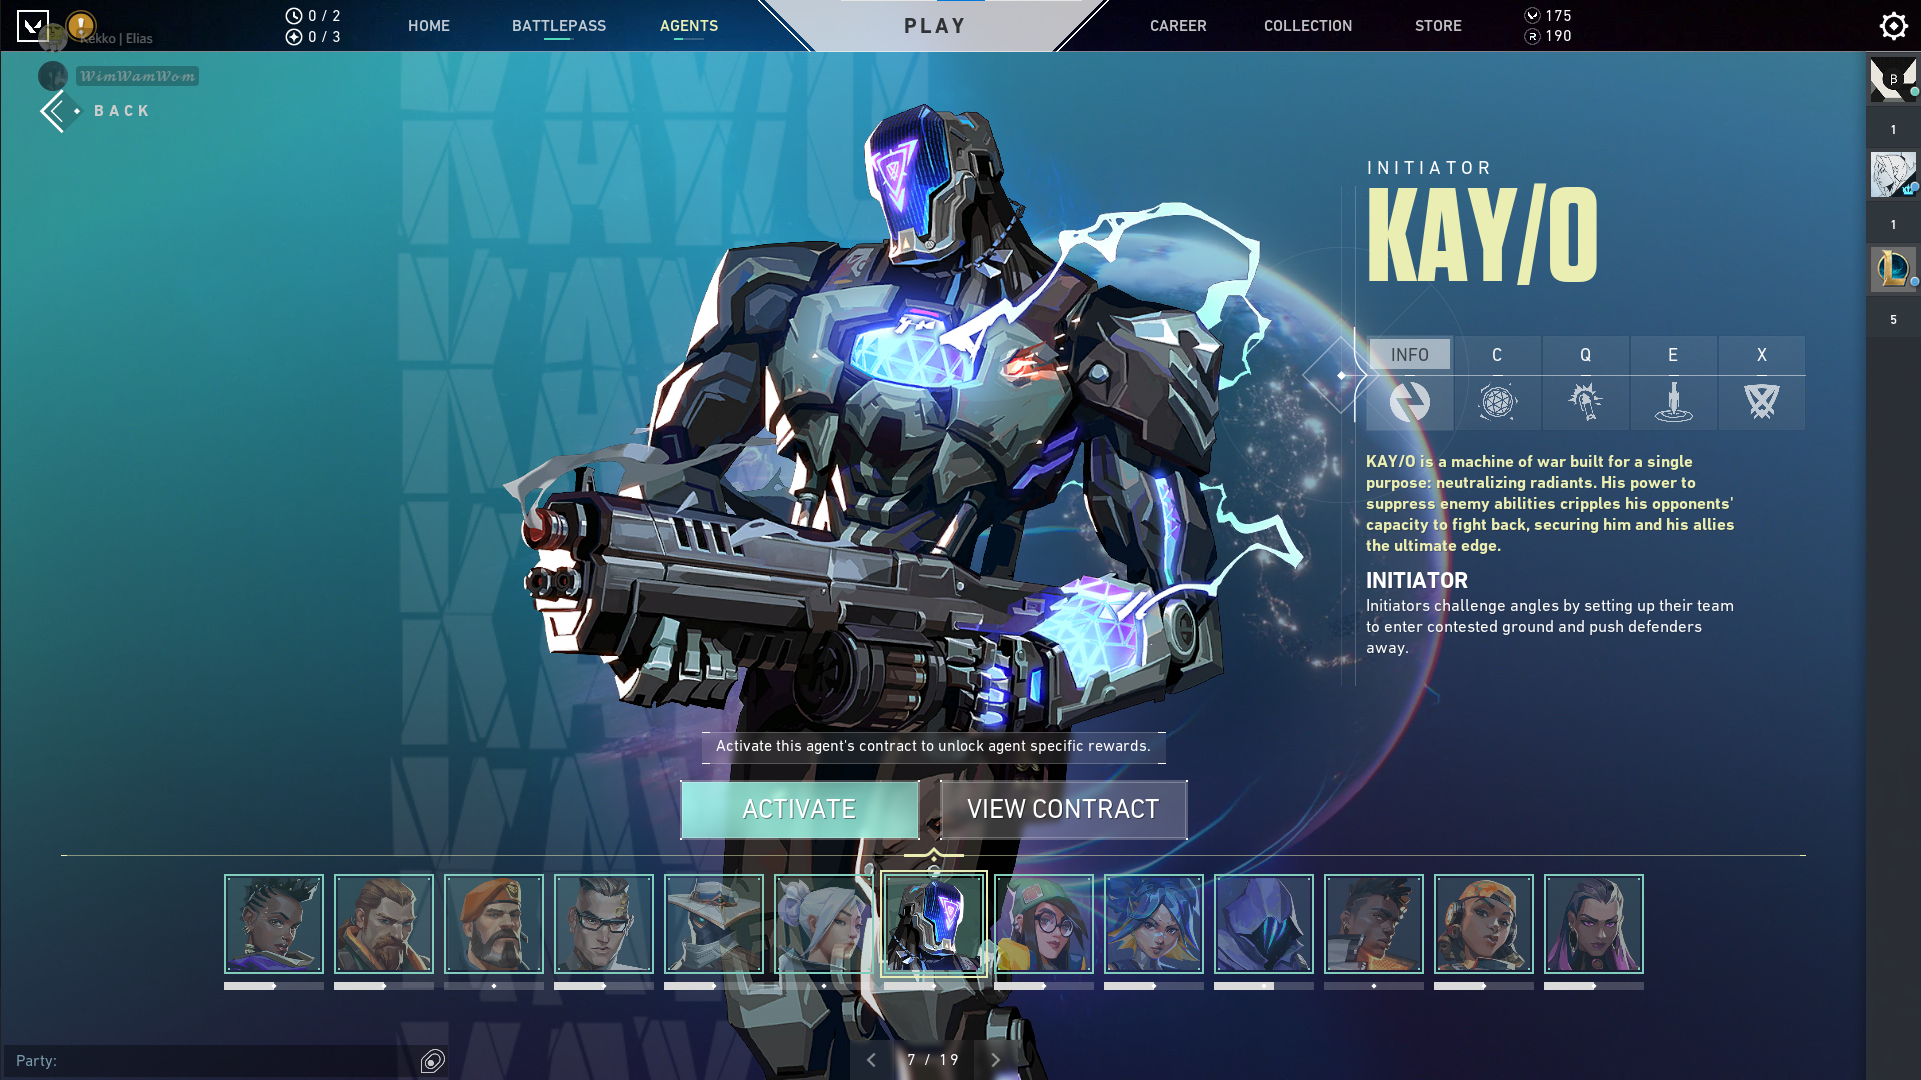 Kekko | Elias
0 / 2
0 / 3
HOME
BATTLEPASS
AGENTS
PLAY
CAREER
COLLECTION
STORE
175
R 190
WimWamWom
BACK
B
1
1
5
KAY/O
INITIATOR
KAY/O
INFO
C
Q
E
X
KAY/O is a machine of war built for a single
purpose: neutralizing radiants. His power to
suppress enemy abilities cripples his opponents'
capacity to fight back, securing him and his allies
the ultimate edge.
INITIATOR
Initiators challenge angles by setting up their team
to enter contested ground and push defenders
away.
Activate this agent's contract to unlock agent specific rewards.
ACTIVATE
VIEW CONTRACT
Party:
7 / 19